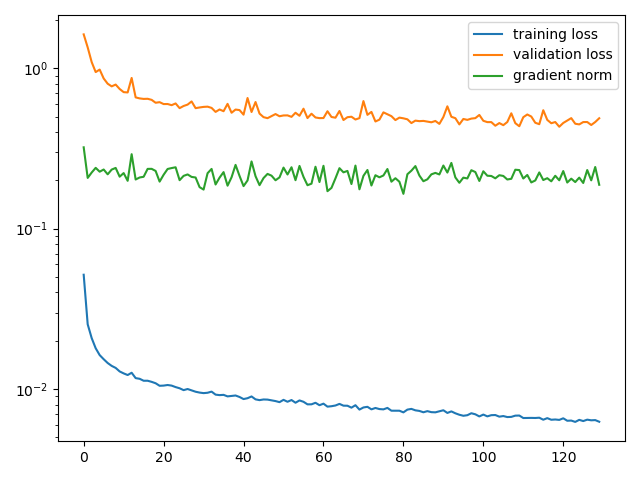 training loss
validation loss
gradient norm
10⁰
10⁻¹
10⁻²
0 20 40 60 80 100 120